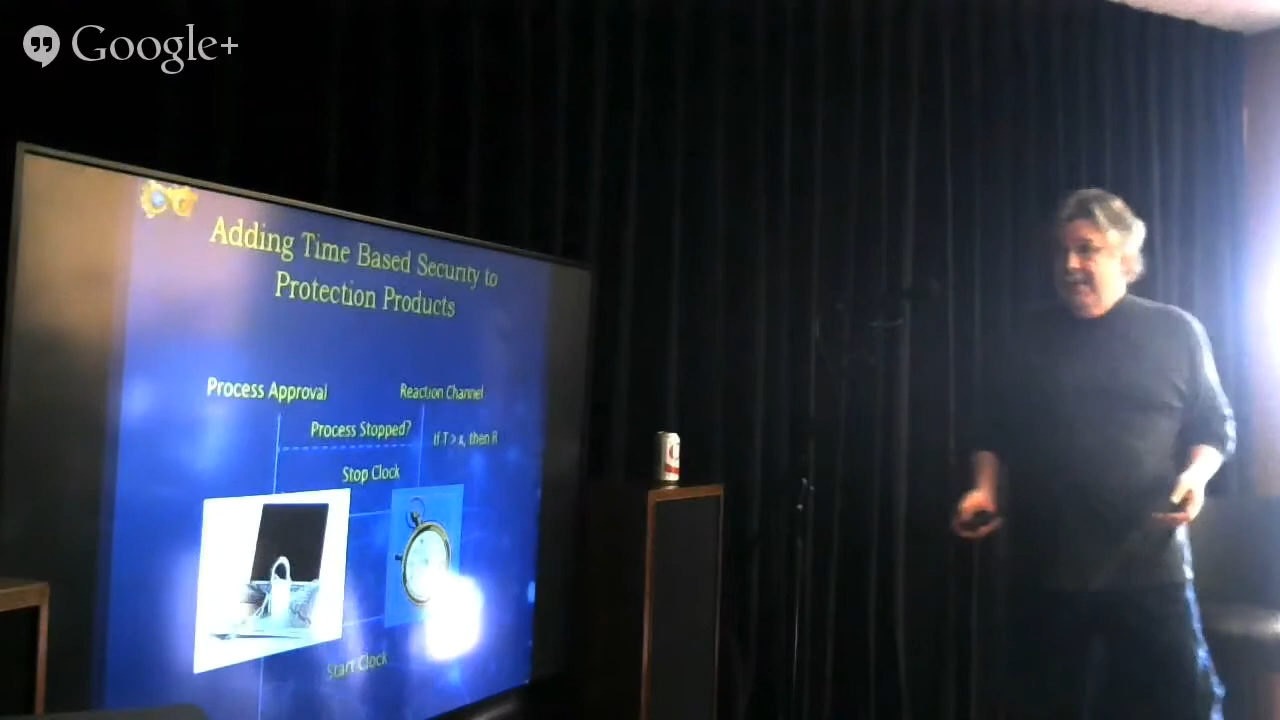 Google+
Adding Time Based Security to
Protection Products
Process Approval
Reaction Channel
Process Stopped?
If T > x, then R
Stop Clock
Start Clock